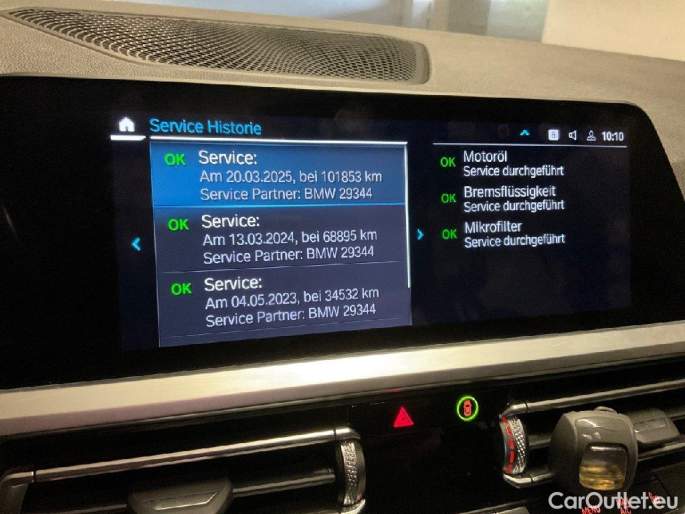 Service Historie
10:10
OK Service:
Am 20.03.2025, bei 101853 km
Service Partner: BMW 29344
OK Service:
Am 13.03.2024, bei 68895 km
Service Partner: BMW 29344
OK Service:
Am 04.05.2023, bei 34532 km
Service Partner: BMW 29344
OK Motoröl
Service durchgeführt
OK Bremsflüssigkeit
Service durchgeführt
OK Mikrofilter
Service durchgeführt
MENU
CarOutlet.eu